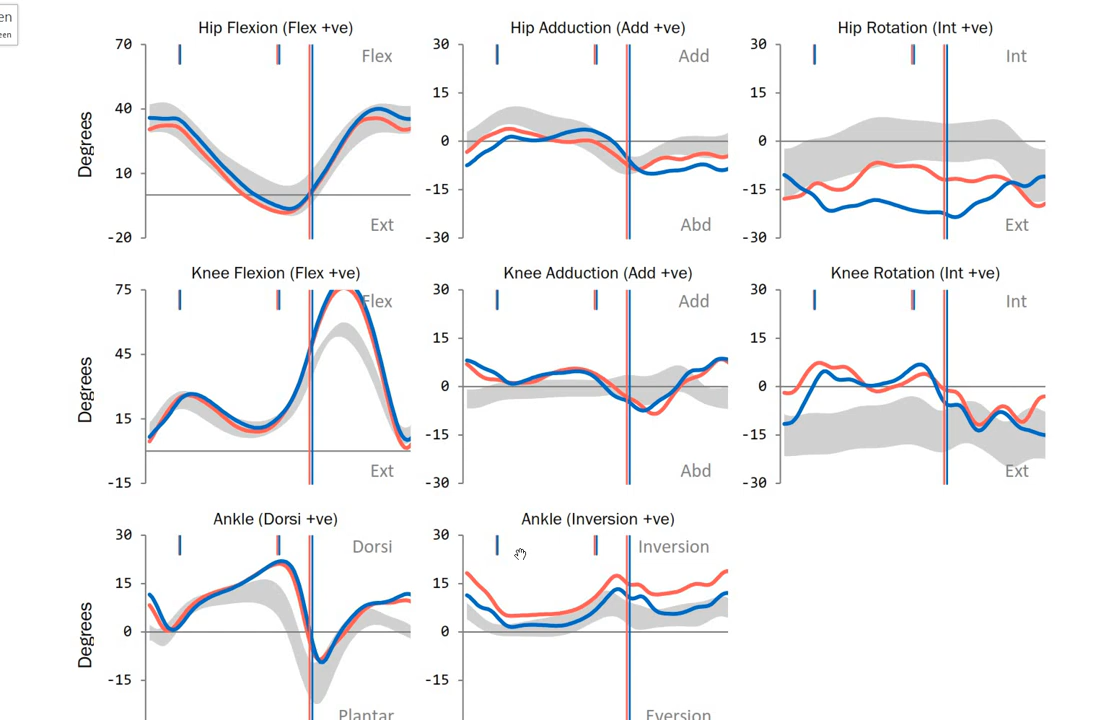 en
een
Hip Flexion (Flex +ve)
Hip Adduction (Add +ve)
Hip Rotation (Int +ve)
Degrees
70
40
10
-20
Flex
Ext
30
15
0
-15
-30
Add
Abd
30
15
0
-15
-30
Int
Ext
Knee Flexion (Flex +ve)
Knee Adduction (Add +ve)
Knee Rotation (Int +ve)
Degrees
75
45
15
-15
Flex
Ext
30
15
0
-15
-30
Add
Abd
30
15
0
-15
-30
Int
Ext
Ankle (Dorsi +ve)
Ankle (Inversion +ve)
Degrees
30
15
0
-15
Dorsi
Plantar
30
15
0
-15
Inversion
Eversion